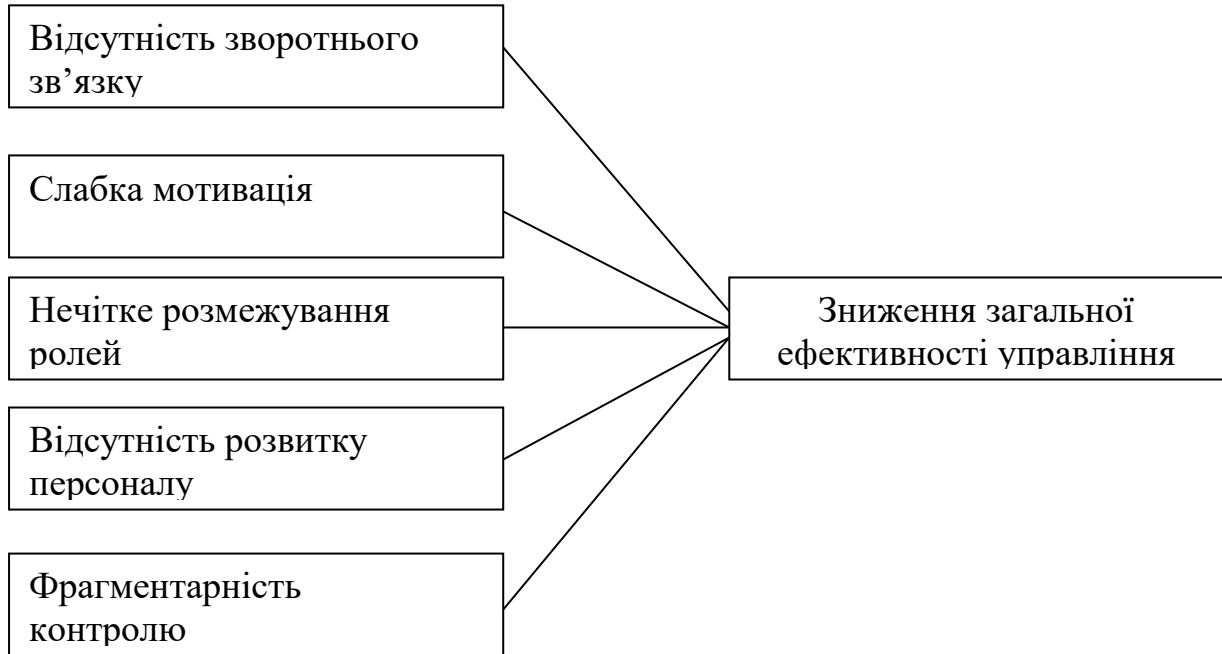 Відсутність зворотнього
зв’язку
Слабка мотивація
Нечітке розмежування
ролей
Зниження загальної
ефективності управління
Відсутність розвитку
персоналу
Фрагментарність
контролю